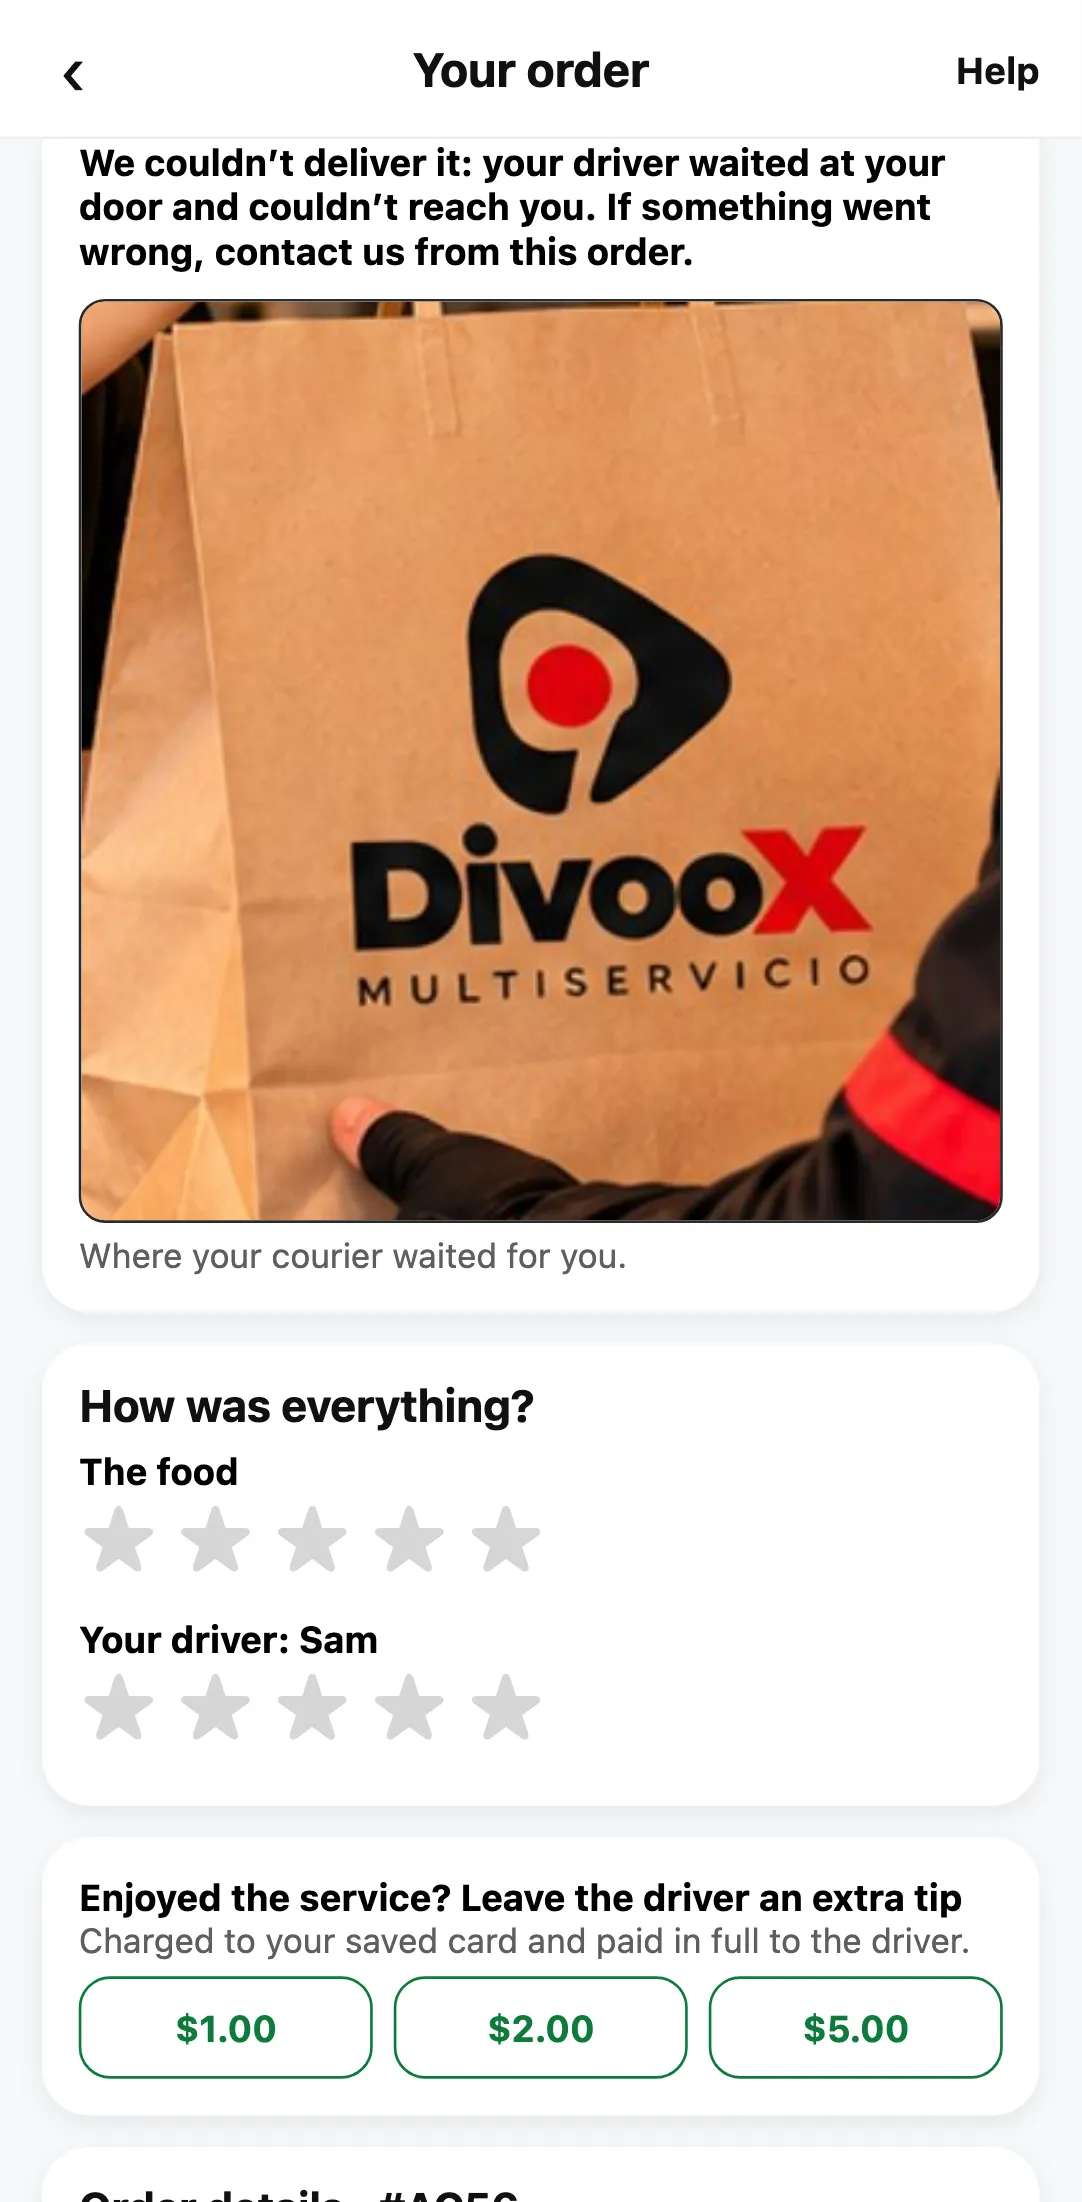 Your order
Help
We couldn’t deliver it: your driver waited at your
door and couldn’t reach you. If something went
wrong, contact us from this order.
DivooX
MULTISERVICIO
Where your courier waited for you.
How was everything?
The food
Your driver: Sam
Enjoyed the service? Leave the driver an extra tip
Charged to your saved card and paid in full to the driver.
$1.00
$2.00
$5.00
Order details